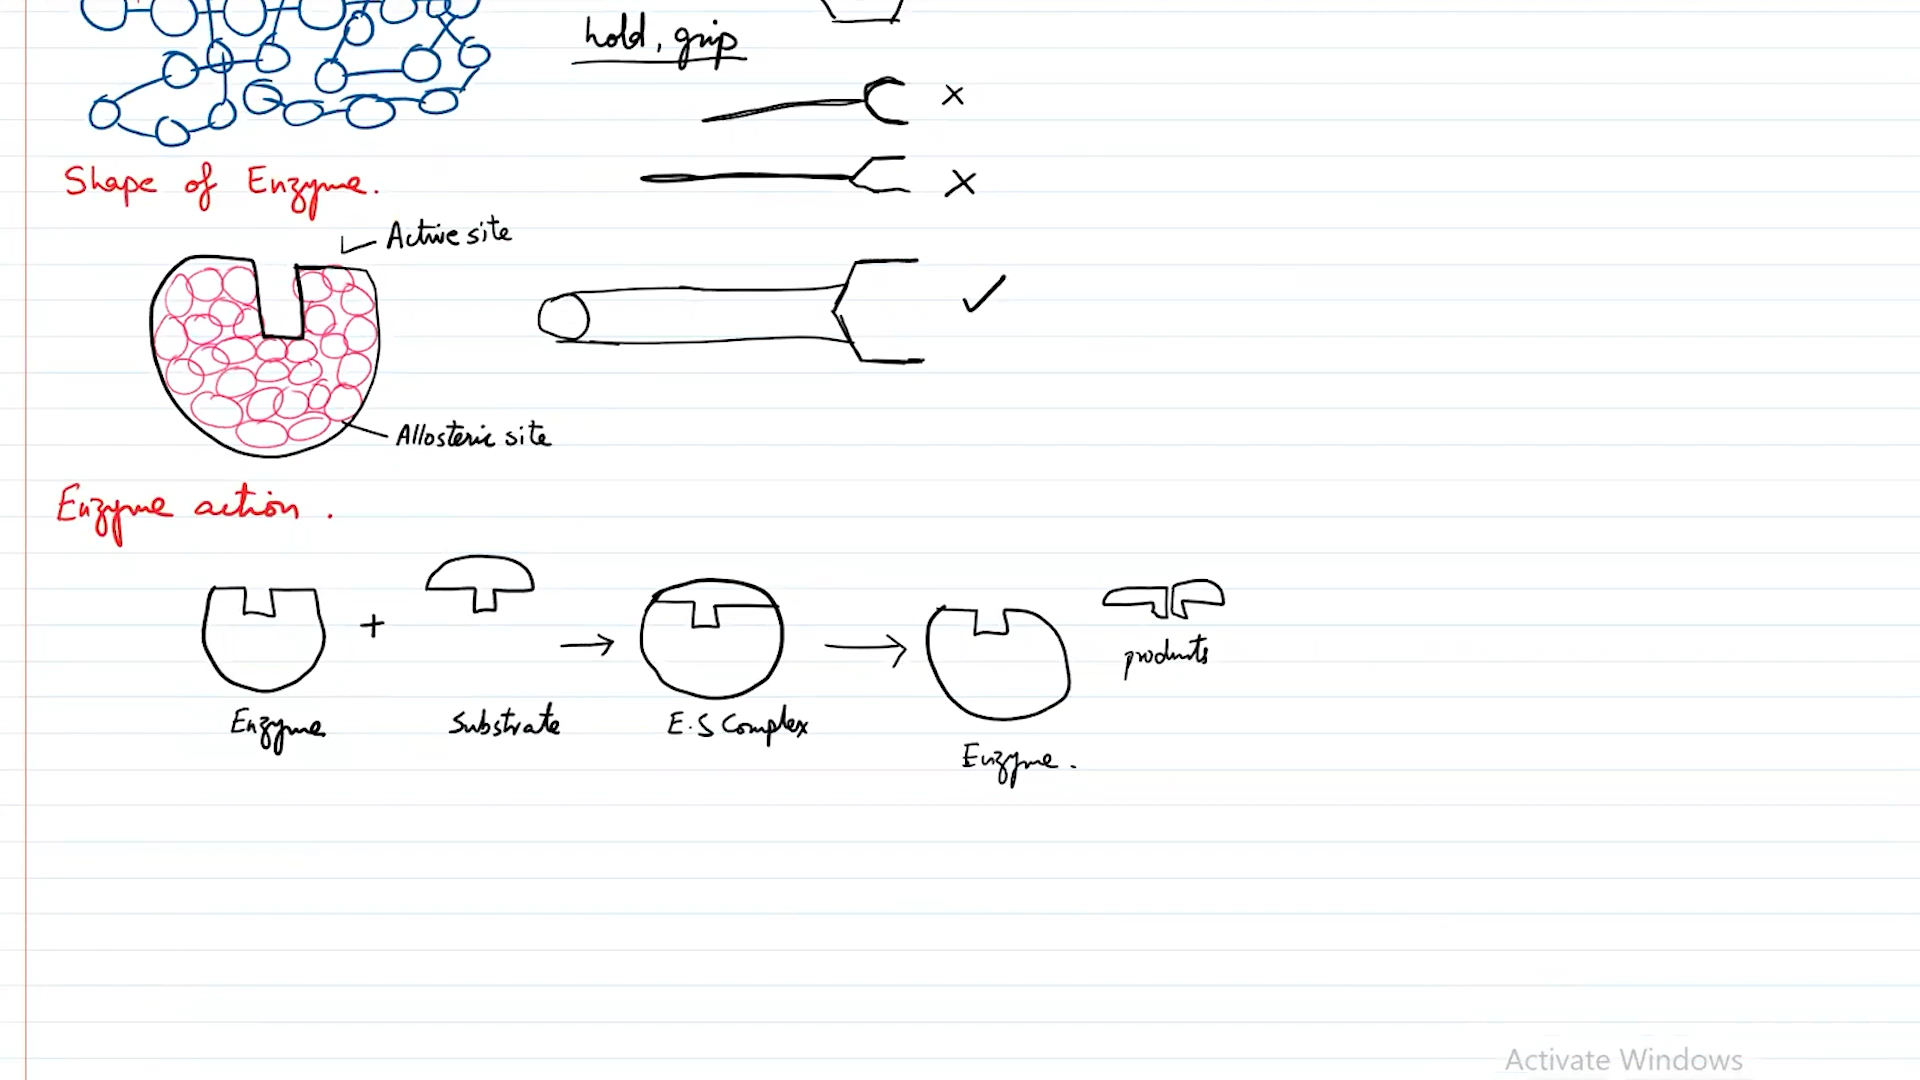 hold, grip
×
×
Shape of Enzyme.
Active site
✓
Allosteric site
Enzyme action.
+
→
→
products
Enzyme
Substrate
E.S Complex
Enzyme.
Activate Windows